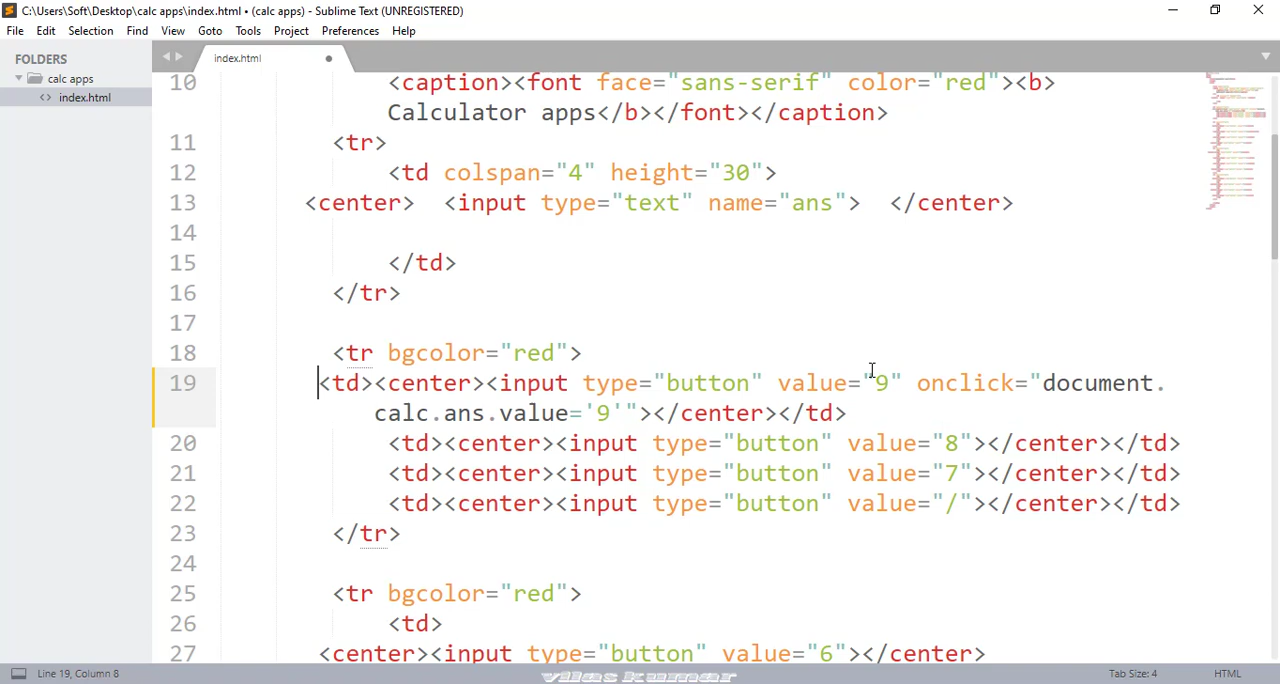 C:\Users\Soft\Desktop\calc apps\index.html • (calc apps) - Sublime Text (UNREGISTERED)
File Edit Selection Find View Goto Tools Project Preferences Help
FOLDERS
calc apps
<> index.html
index.html
10 <caption><font face="sans-serif" color="red"><b>
Calculator apps</b></font></caption>
11 <tr>
12 <td colspan="4" height="30">
13 <center> <input type="text" name="ans"> </center>
14
15 </td>
16 </tr>
17
18 <tr bgcolor="red">
19 <td><center><input type="button" value="9" onclick="document.
calc.ans.value='9'"></center></td>
20 <td><center><input type="button" value="8"></center></td>
21 <td><center><input type="button" value="7"></center></td>
22 <td><center><input type="button" value="/"></center></td>
23 </tr>
24
25 <tr bgcolor="red">
26 <td>
27 <center><input type="button" value="6"></center>
Line 19, Column 8
vilas kumar
Tab Size: 4
HTML